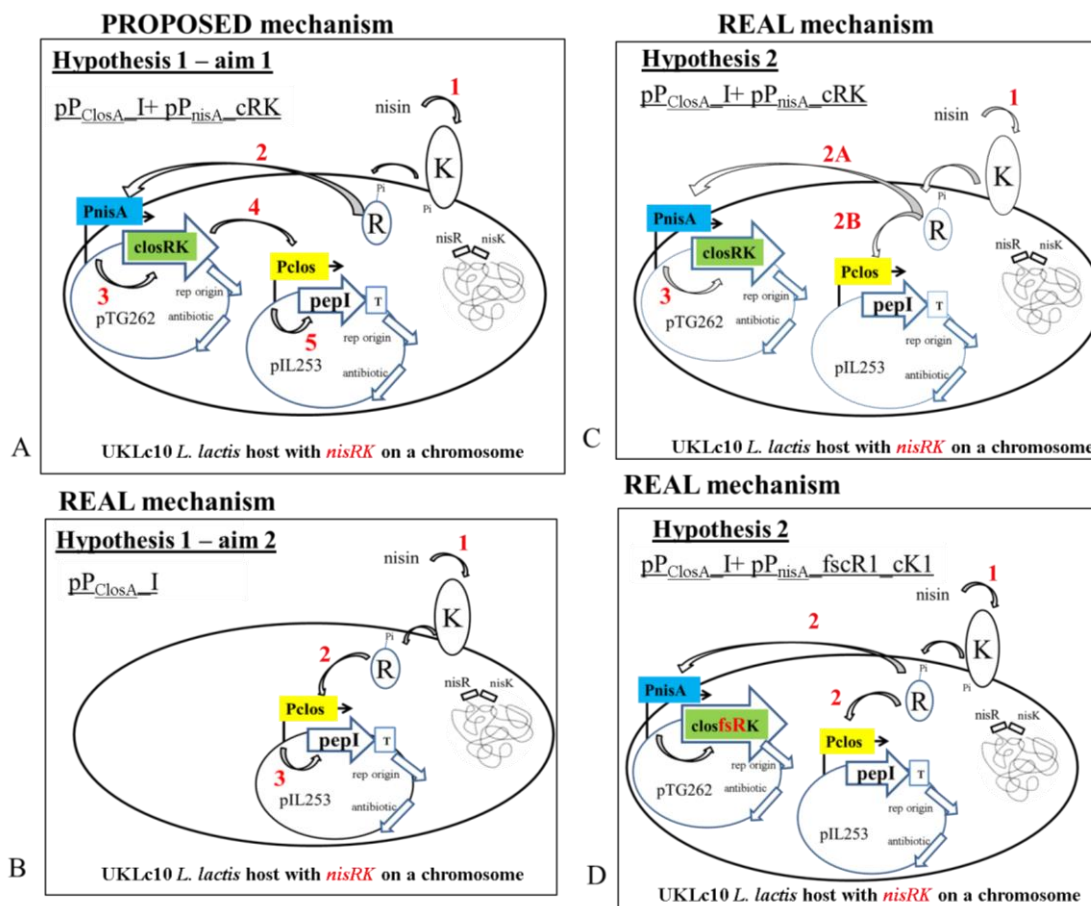 PROPOSED mechanism
Hypothesis 1 – aim 1
pPClosA_I+ pPnisA_cRK
1
nisin
K
2
Pi
Pi
R
4
PnisA
closRK
nisR
nisK
Pclos
3
rep origin
pTG262
antibiotic
pepI
T
5
rep origin
pIL253
antibiotic
A
UKLc10 L. lactis host with nisRK on a chromosome
REAL mechanism
Hypothesis 1 – aim 2
pPClosA_I
1
nisin
K
Pi
2
R
nisR
nisK
Pclos
pepI
T
3
rep origin
pIL253
antibiotic
B
UKLc10 L. lactis host with nisRK on a chromosome
REAL mechanism
Hypothesis 2
pPClosA_I+ pPnisA_cRK
1
nisin
K
2A
Pi
Pi
R
2B
PnisA
closRK
nisR
nisK
Pclos
3
rep origin
pTG262
antibiotic
pepI
T
rep origin
pIL253
antibiotic
C
UKLc10 L. lactis host with nisRK on a chromosome
REAL mechanism
Hypothesis 2
pPClosA_I+ pPnisA_fscR1_cK1
1
nisin
K
2
Pi
Pi
R
2
PnisA
closfsRK
nisR
nisK
Pclos
rep origin
pTG262
antibiotic
pepI
T
rep origin
pIL253
antibiotic
D
UKLc10 L. lactis host with nisRK on a chromosome